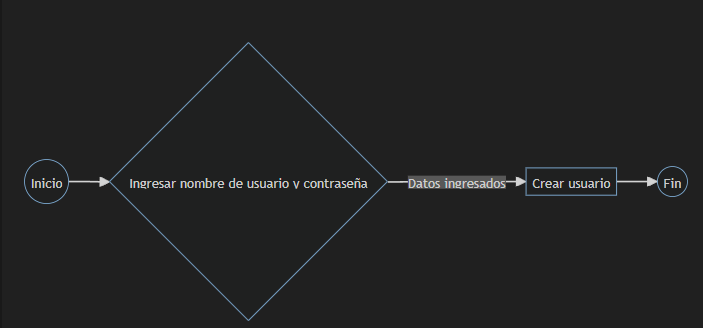 Inicio
Ingresar nombre de usuario y contraseña
Datos ingresados
Crear usuario
Fin